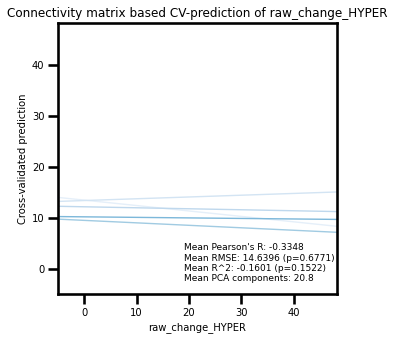 Connectivity matrix based CV-prediction of raw_change_HYPER
40
30
20
10
0
Cross-validated prediction
Mean Pearson's R: -0.3348
Mean RMSE: 14.6396 (p=0.6771)
Mean R^2: -0.1601 (p=0.1522)
Mean PCA components: 20.8
0 10 20 30 40
raw_change_HYPER